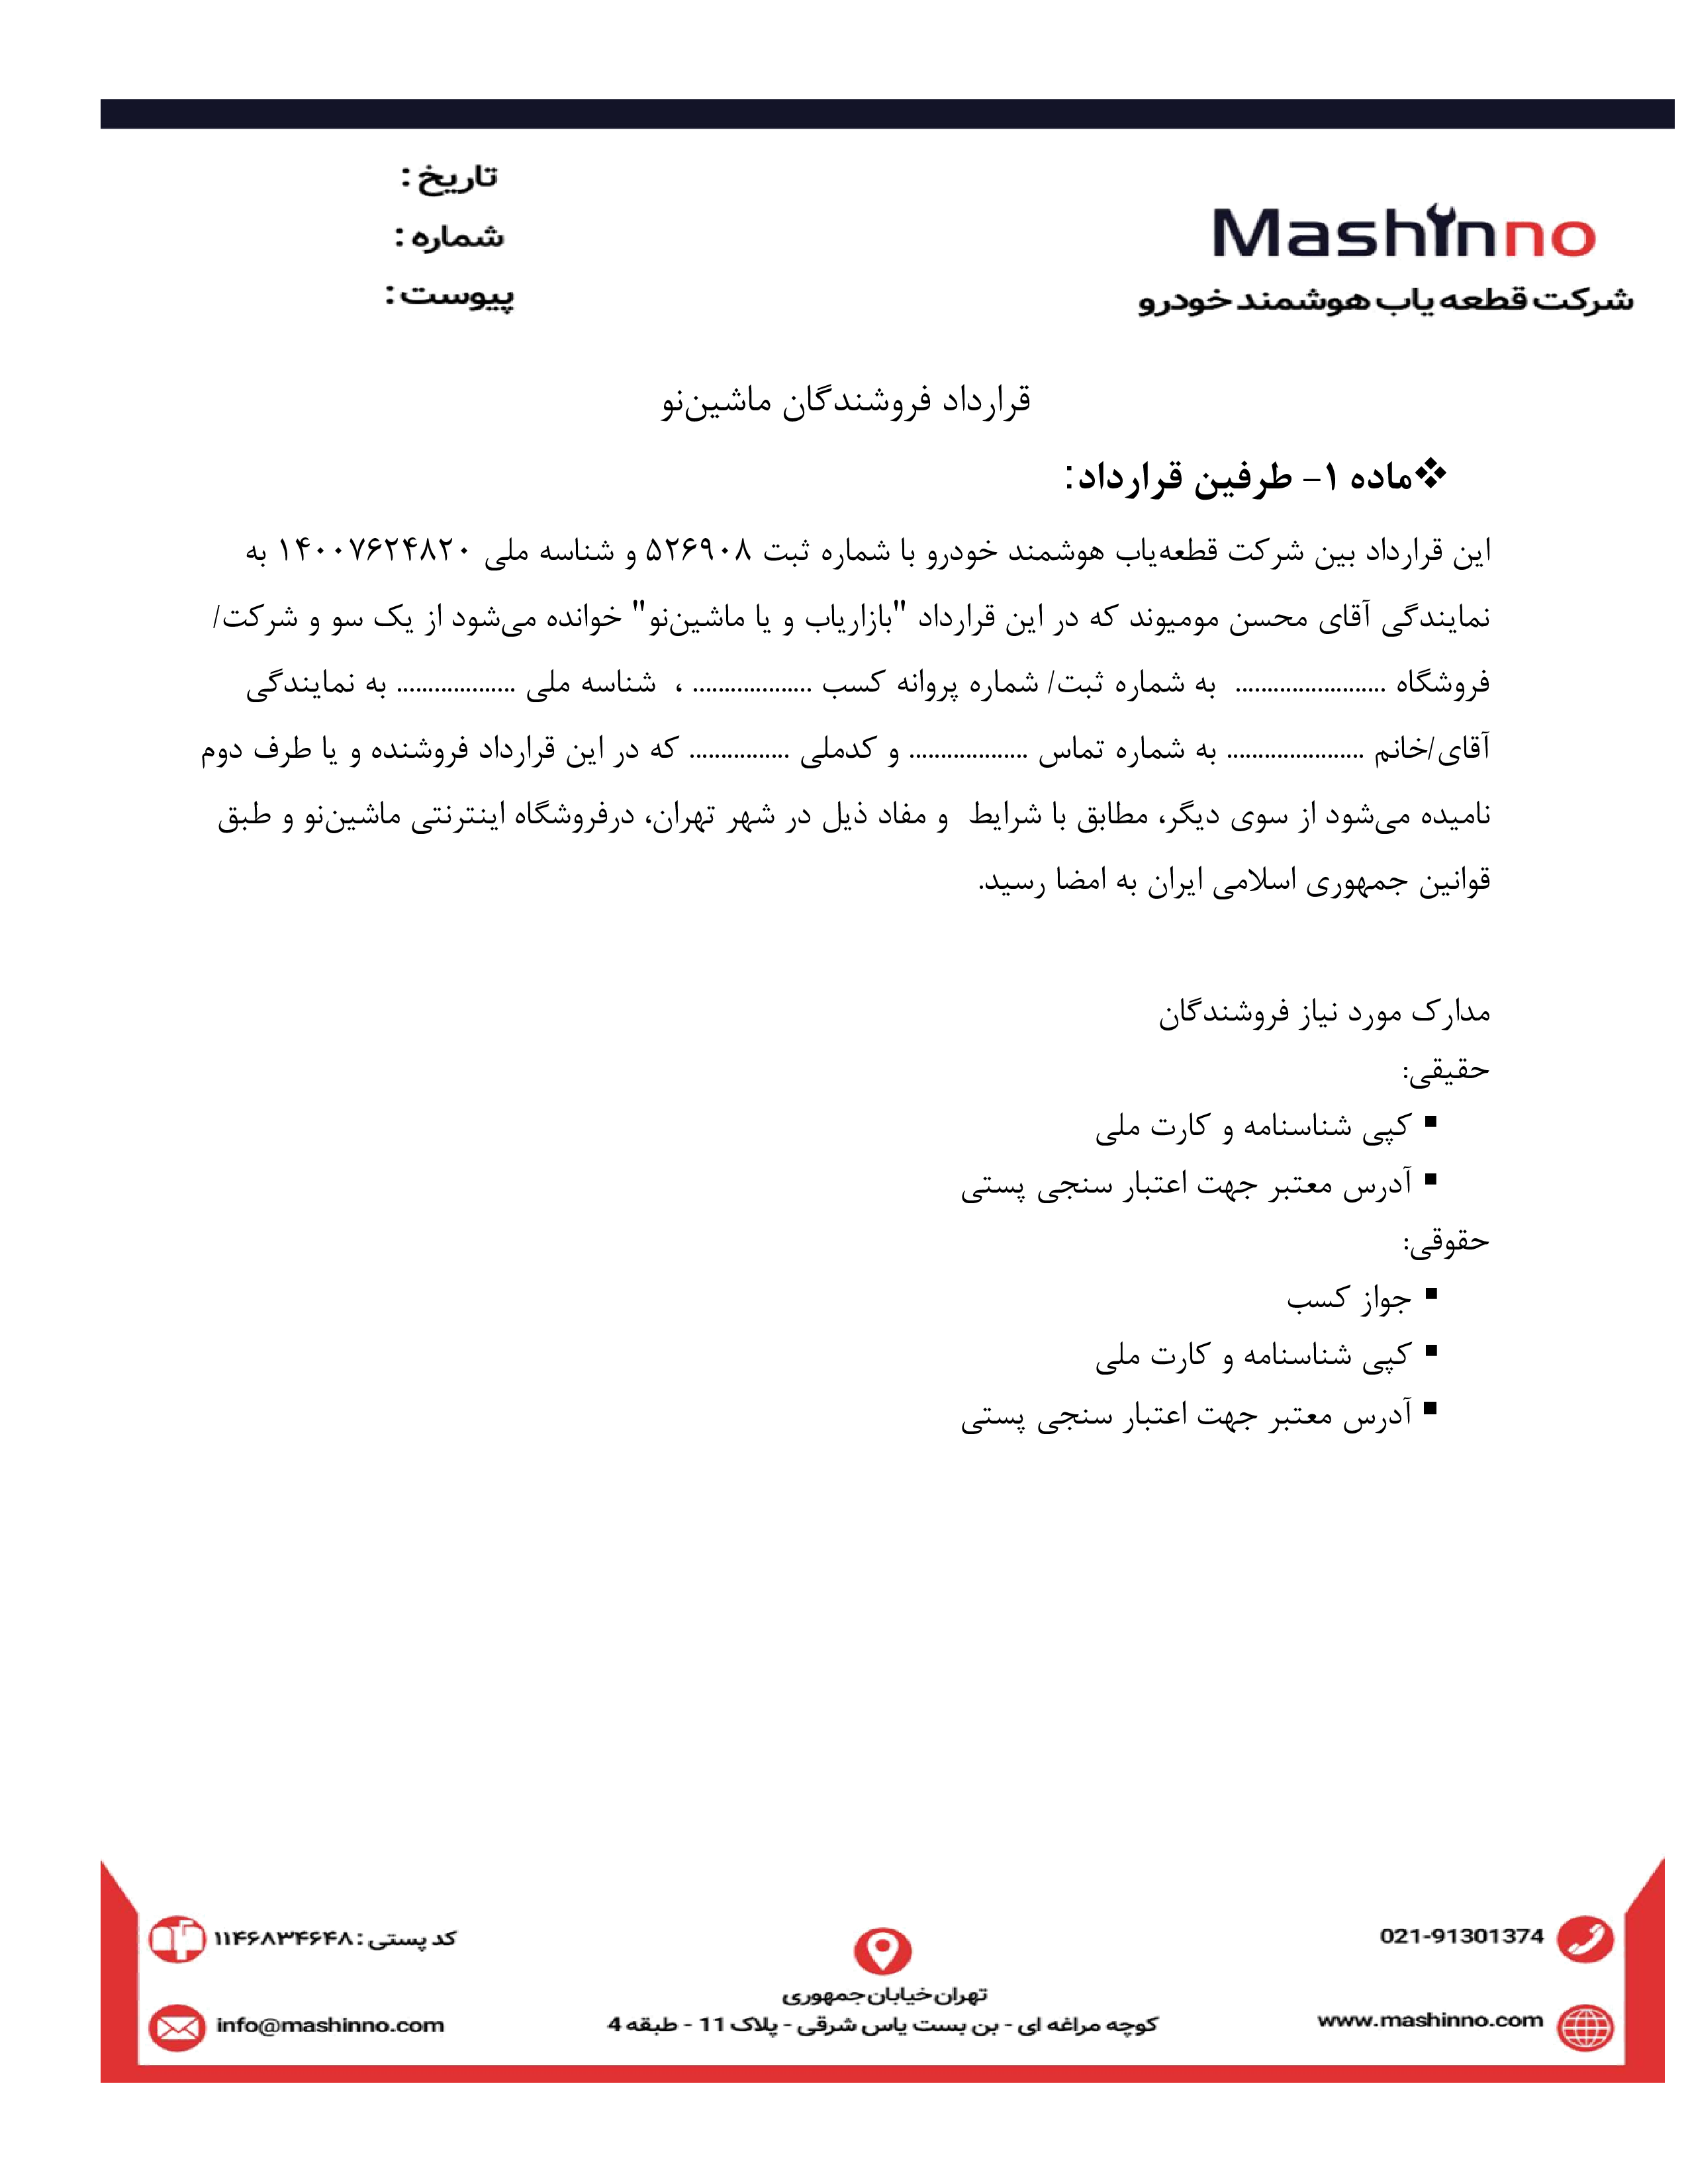 Mashinno
شرکت قطعه یاب هوشمند خودرو
تاریخ :
شماره :
پیوست :
قرارداد فروشندگان ماشین‌نو
❖ماده ۱- طرفین قرارداد:
این قرارداد بین شرکت قطعه‌یاب هوشمند خودرو با شماره ثبت ۵۲۶۹۰۸ و شناسه ملی ۱۴۰۰۷۶۲۴۸۲۰ به
نمایندگی آقای محسن مومیوند که در این قرارداد "بازاریاب و یا ماشین‌نو" خوانده می‌شود از یک سو و شرکت/
فروشگاه ........................ به شماره ثبت/ شماره پروانه کسب ................... ، شناسه ملی ................... به نمایندگی
آقای/خانم ...................... به شماره تماس ................... و کدملی ................ که در این قرارداد فروشنده و یا طرف دوم
نامیده می‌شود از سوی دیگر، مطابق با شرایط و مفاد ذیل در شهر تهران، درفروشگاه اینترنتی ماشین‌نو و طبق
قوانین جمهوری اسلامی ایران به امضا رسید.
مدارک مورد نیاز فروشندگان
حقیقی:
▪ کپی شناسنامه و کارت ملی
▪ آدرس معتبر جهت اعتبار سنجی پستی
حقوقی:
▪ جواز کسب
▪ کپی شناسنامه و کارت ملی
▪ آدرس معتبر جهت اعتبار سنجی پستی
021-91301374
www.mashinno.com
تهران خیابان جمهوری
کوچه مراغه ای - بن بست یاس شرقی - پلاک 11 - طبقه 4
کد پستی : ۱۱۴۶۸۳۴۶۴۸
info@mashinno.com